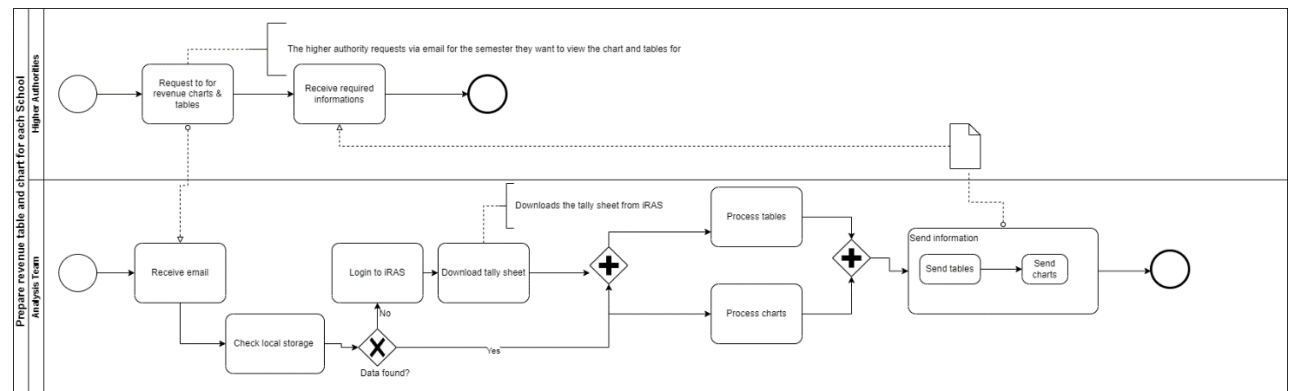 Prepare revenue table and chart for each School
Higher Authorities
The higher authority requests via email for the semester they want to view the chart and tables for
Request to for
revenue charts &
tables
Receive required
informations
Analysis Team
Downloads the tally sheet from iRAS
Process tables
Receive email
Login to iRAS
Download tally sheet
Send information
Send tables
Send
charts
No
Process charts
Check local storage
Yes
Data found?